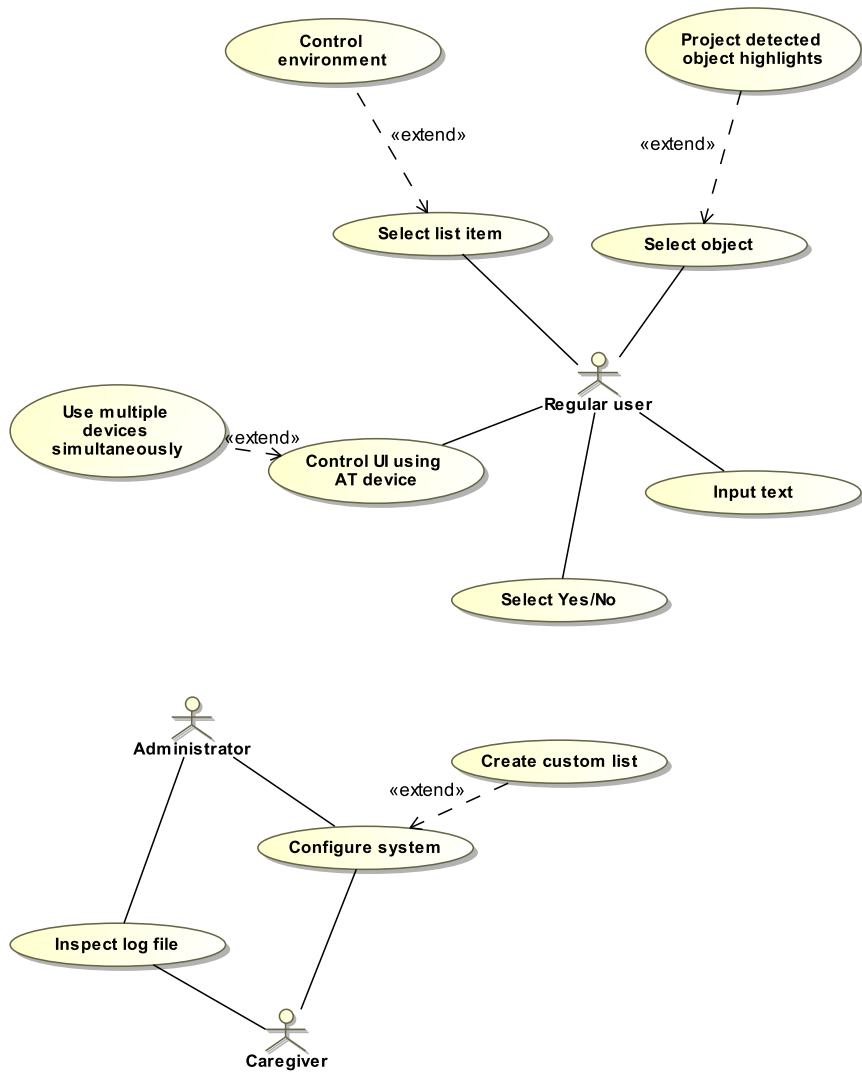 Control
environment
Project detected
object highlights
«extend»
«extend»
Select list item
Select object
Regular user
Use multiple
devices
simultaneously
«extend»
Control UI using
AT device
Input text
Select Yes/No
Administrator
Create custom list
«extend»
Configure system
Inspect log file
Caregiver